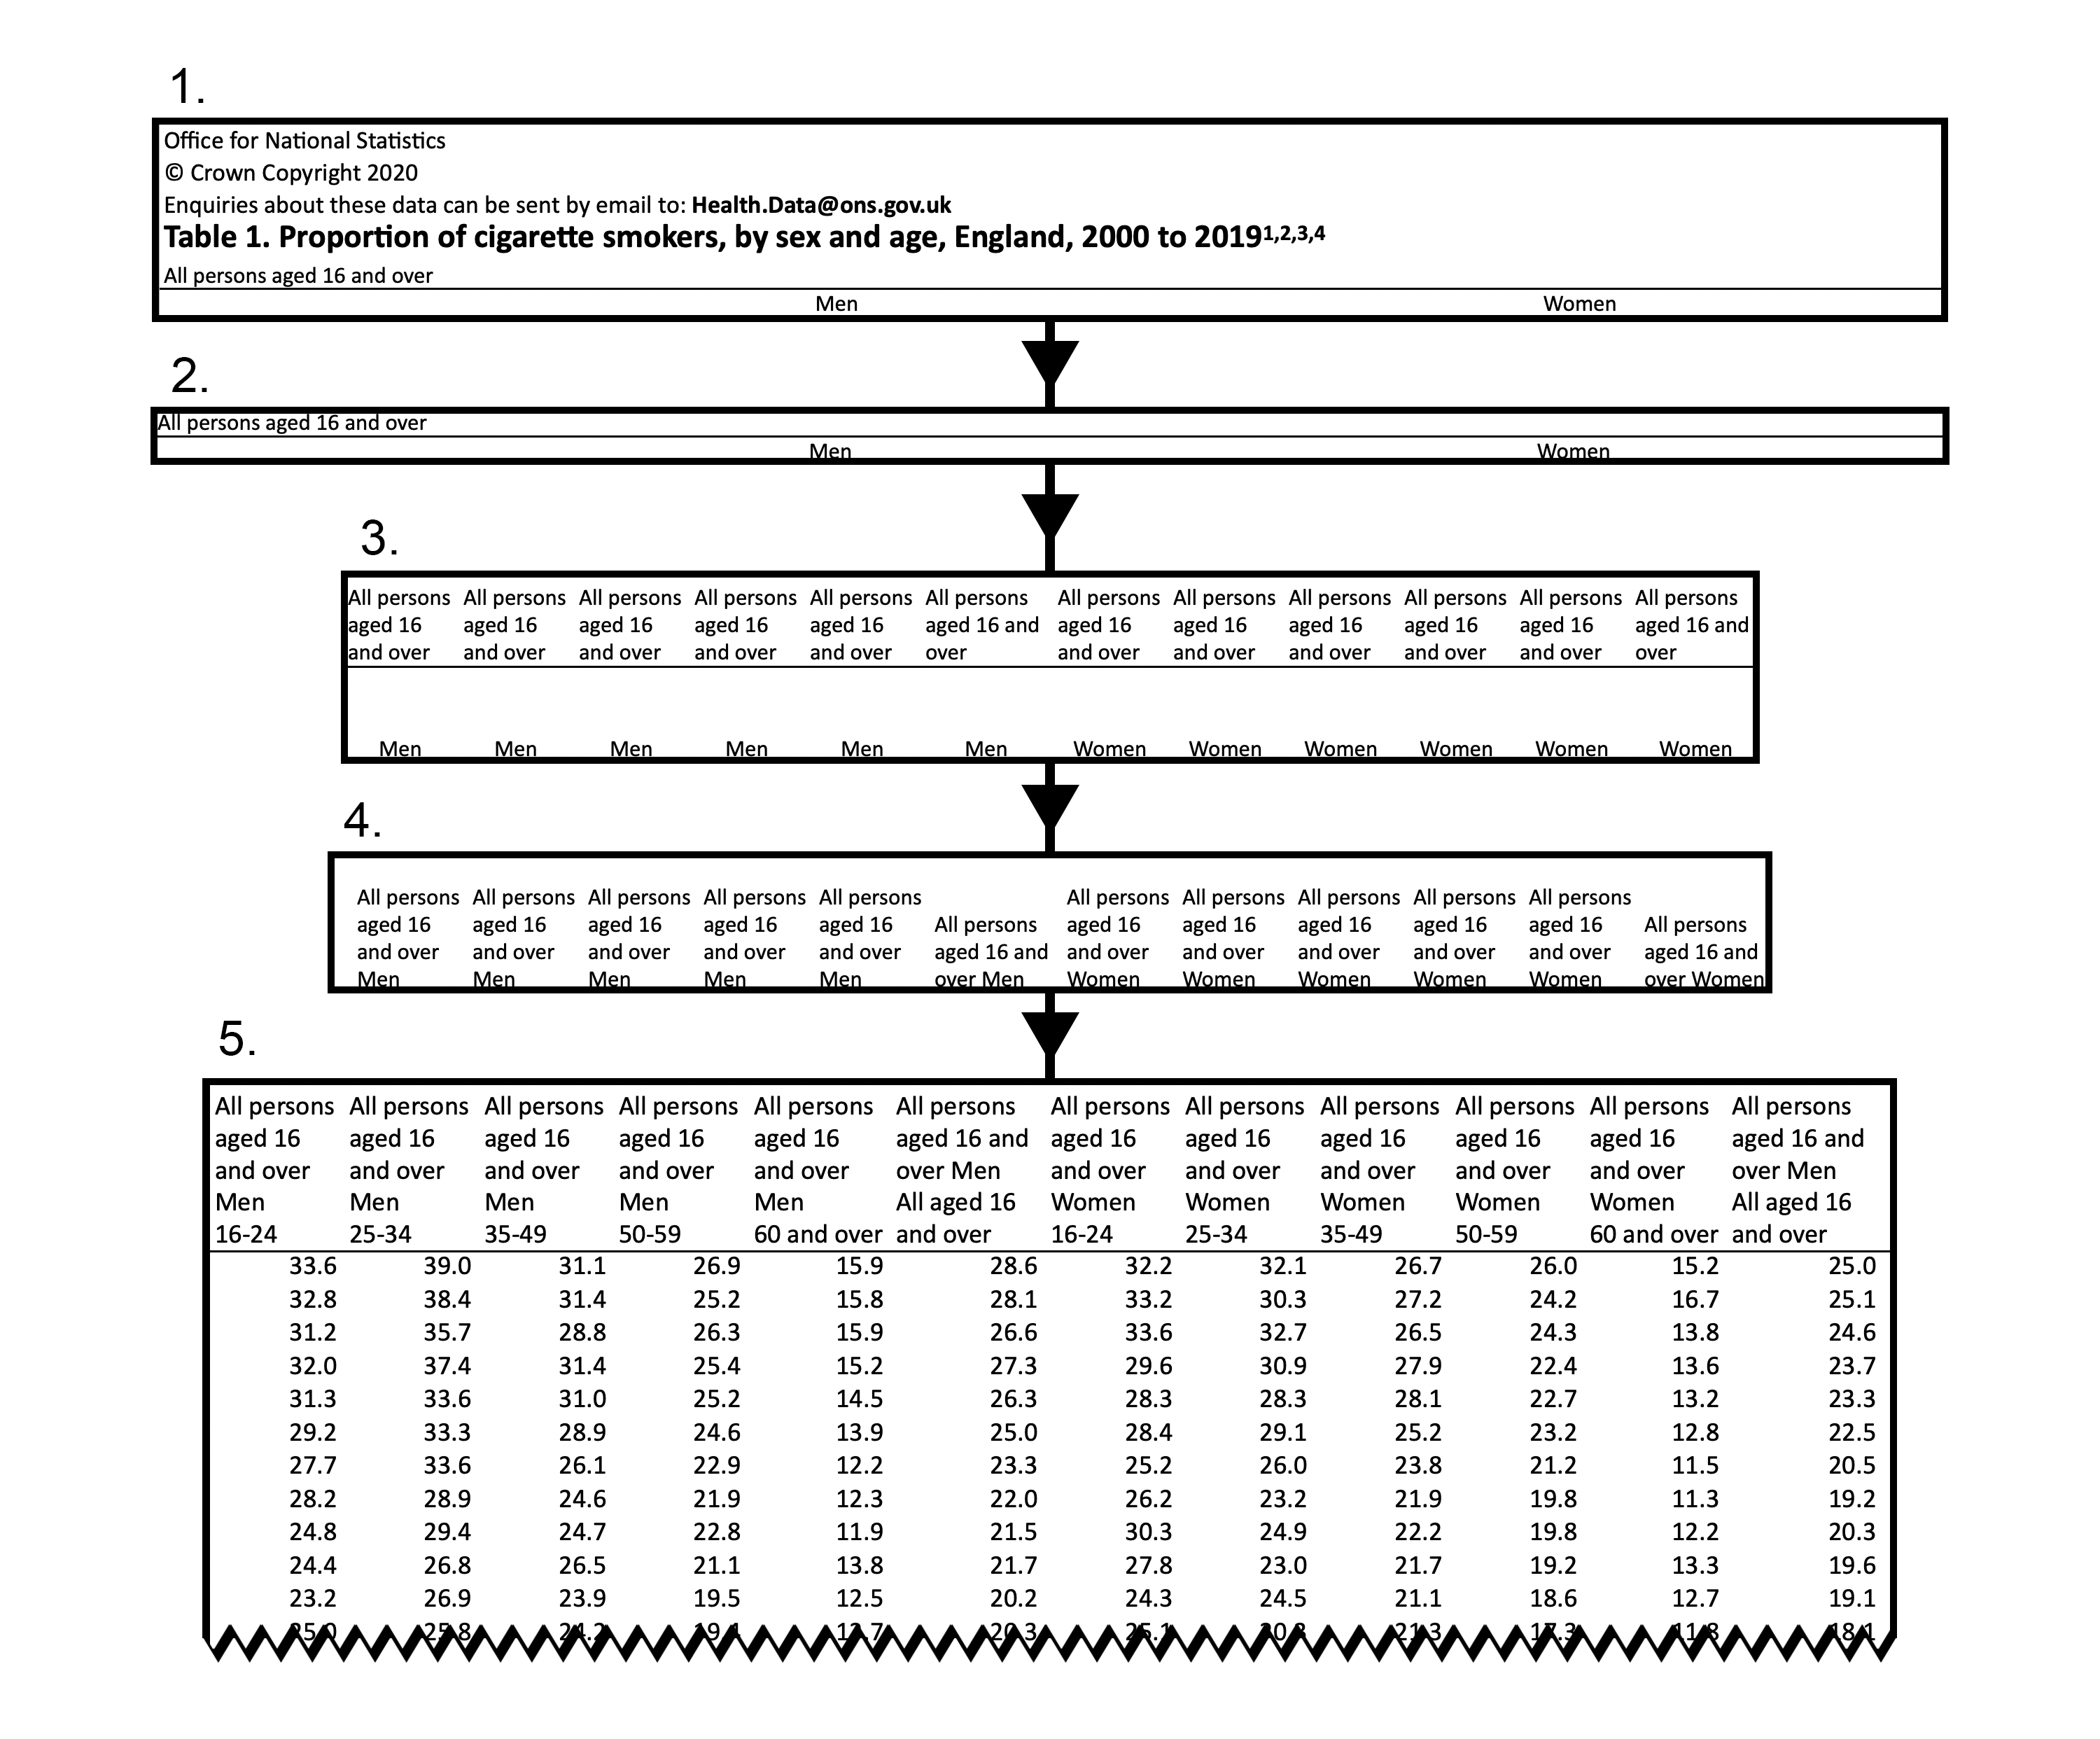 1.
Office for National Statistics
© Crown Copyright 2020
Enquiries about these data can be sent by email to: Health.Data@ons.gov.uk
Table 1. Proportion of cigarette smokers, by sex and age, England, 2000 to 2019¹,²,³,⁴
All persons aged 16 and over
Men Women
2.
All persons aged 16 and over
Men Women
3.
All persons All persons All persons All persons All persons All persons All persons All persons All persons All persons All persons All persons
aged 16 aged 16 aged 16 aged 16 aged 16 aged 16 and aged 16 aged 16 aged 16 aged 16 aged 16 aged 16 and
and over and over and over and over and over over and over and over and over and over and over over
Men Men Men Men Men Men Women Women Women Women Women Women
4.
All persons All persons All persons All persons All persons All persons All persons All persons All persons All persons
aged 16 aged 16 aged 16 aged 16 aged 16 All persons aged 16 aged 16 aged 16 aged 16 aged 16 All persons
and over and over and over and over and over aged 16 and and over and over and over and over and over aged 16 and
Men Men Men Men Men over Men Women Women Women Women Women over Women
5.
All persons All persons All persons All persons All persons All persons All persons All persons All persons All persons All persons All persons
aged 16 aged 16 aged 16 aged 16 aged 16 aged 16 and aged 16 aged 16 aged 16 aged 16 aged 16 aged 16 and
and over and over and over and over and over over Men and over and over and over and over and over over Men
Men Men Men Men Men All aged 16 Women Women Women Women Women All aged 16
16-24 25-34 35-49 50-59 60 and over and over 16-24 25-34 35-49 50-59 60 and over and over
33.6 39.0 31.1 26.9 15.9 28.6 32.2 32.1 26.7 26.0 15.2 25.0
32.8 38.4 31.4 25.2 15.8 28.1 33.2 30.3 27.2 24.2 16.7 25.1
31.2 35.7 28.8 26.3 15.9 26.6 33.6 32.7 26.5 24.3 13.8 24.6
32.0 37.4 31.4 25.4 15.2 27.3 29.6 30.9 27.9 22.4 13.6 23.7
31.3 33.6 31.0 25.2 14.5 26.3 28.3 28.3 28.1 22.7 13.2 23.3
29.2 33.3 28.9 24.6 13.9 25.0 28.4 29.1 25.2 23.2 12.8 22.5
27.7 33.6 26.1 22.9 12.2 23.3 25.2 26.0 23.8 21.2 11.5 20.5
28.2 28.9 24.6 21.9 12.3 22.0 26.2 23.2 21.9 19.8 11.3 19.2
24.8 29.4 24.7 22.8 11.9 21.5 30.3 24.9 22.2 19.8 12.2 20.3
24.4 26.8 26.5 21.1 13.8 21.7 27.8 23.0 21.7 19.2 13.3 19.6
23.2 26.9 23.9 19.5 12.5 20.2 24.3 24.5 21.1 18.6 12.7 19.1
25.8 24.2 12.7 20.3 25.1 21.3 17.3 11.8 18.1